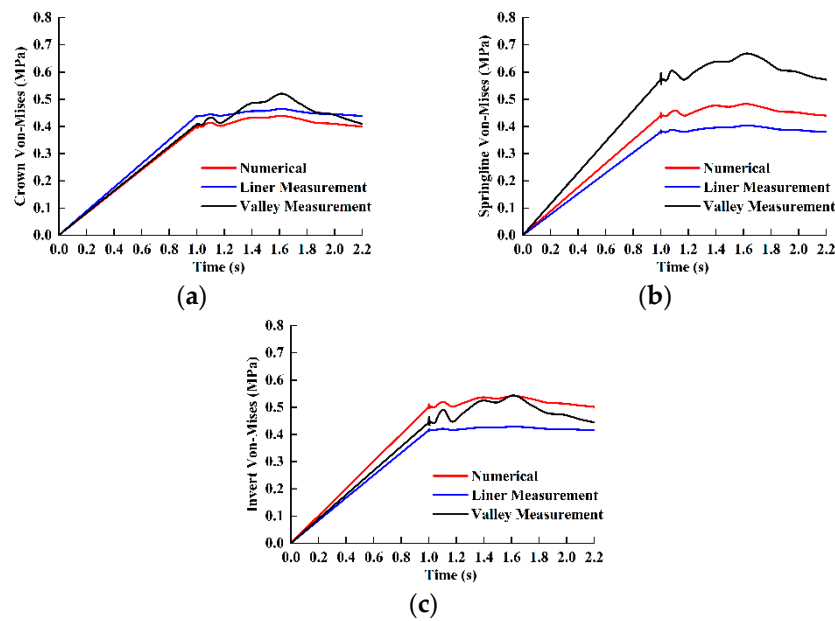 Crown Von-Mises (MPa)
0.8
0.7
0.6
0.5
0.4
0.3
0.2
0.1
0.0
Numerical
Liner Measurement
Valley Measurement
0.0 0.2 0.4 0.6 0.8 1.0 1.2 1.4 1.6 1.8 2.0 2.2
Time (s)
(a)
Springline Von-Mises (MPa)
0.8
0.7
0.6
0.5
0.4
0.3
0.2
0.1
0.0
Numerical
Liner Measurement
Valley Measurement
0.0 0.2 0.4 0.6 0.8 1.0 1.2 1.4 1.6 1.8 2.0 2.2
Time (s)
(b)
Invert Von-Mises (MPa)
0.8
0.7
0.6
0.5
0.4
0.3
0.2
0.1
0.0
Numerical
Liner Measurement
Valley Measurement
0.0 0.2 0.4 0.6 0.8 1.0 1.2 1.4 1.6 1.8 2.0 2.2
Time (s)
(c)